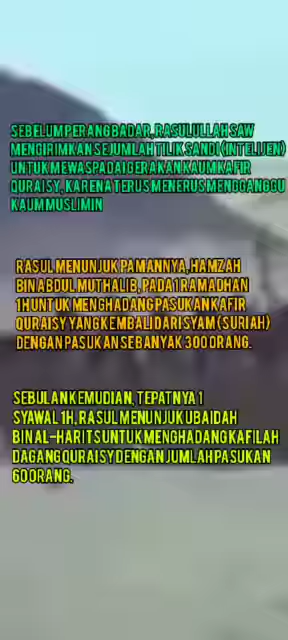 SEBELUM PERANG BADAR, RASULULLAH SAW
MENGIRIMKAN SEJUMLAH TILIK SANDI (INTELIJEN)
UNTUK MEWASPADAI GERAKAN KAUM KAFIR
QURAISY, KARENA TERUS MENERUS MENGGANGGU
KAUM MUSLIMIN
RASUL MENUNJUK PAMANNYA, HAMZAH
BIN ABDUL MUTHALIB, PADA 1 RAMADHAN
1H UNTUK MENGHADANG PASUKAN KAFIR
QURAISY YANG KEMBALI DARI SYAM (SURIAH)
DENGAN PASUKAN SEBANYAK 300 ORANG.
SEBULAN KEMUDIAN, TEPATNYA 1
SYAWAL 1H, RASUL MENUNJUK UBAIDAH
BIN AL-HARITS UNTUK MENGHADANG KAFILAH
DAGANG QURAISY DENGAN JUMLAH PASUKAN
60 ORANG.